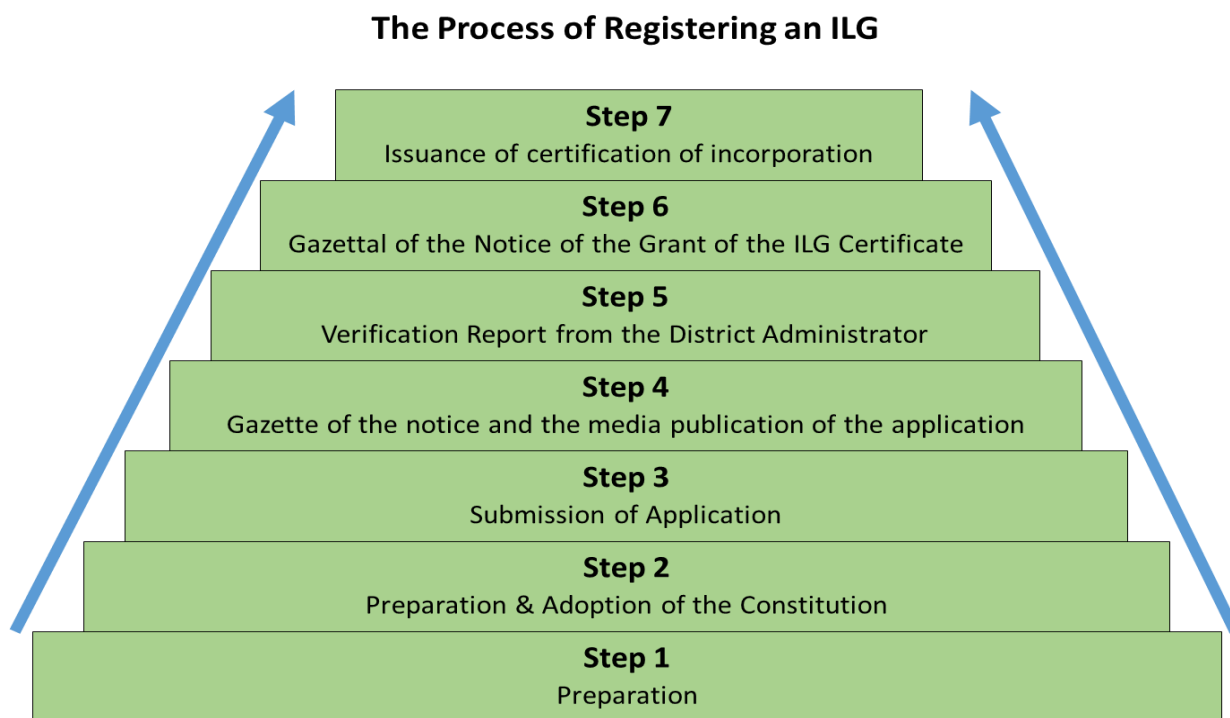 The Process of Registering an ILG
Step 7
Issuance of certification of incorporation
Step 6
Gazettal of the Notice of the Grant of the ILG Certificate
Step 5
Verification Report from the District Administrator
Step 4
Gazette of the notice and the media publication of the application
Step 3
Submission of Application
Step 2
Preparation & Adoption of the Constitution
Step 1
Preparation